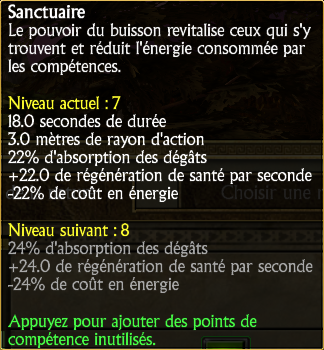 Sanctuaire
Le pouvoir du buisson revitalise ceux qui s'y
trouvent et réduit l'énergie consommée par
les compétences.
Niveau actuel : 7
18.0 secondes de durée
3.0 mètres de rayon d'action
22% d'absorption des dégâts
+22.0 de régénération de santé par seconde
-22% de coût en énergie
Choisir une
Niveau suivant : 8
24% d'absorption des dégâts
+24.0 de régénération de santé par seconde
-24% de coût en énergie
Appuyez pour ajouter des points de
compétence inutilisés.